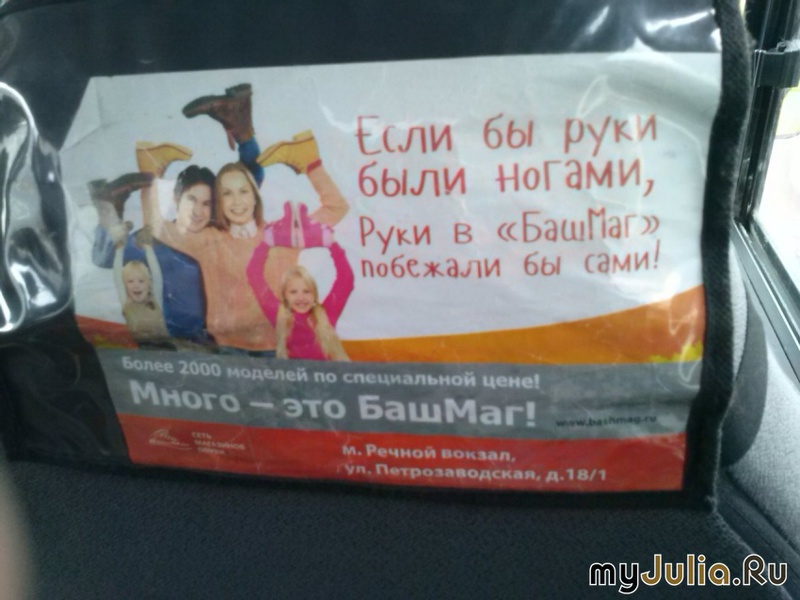 Если бы руки
были ногами,
Руки в «БашМаг»
побежали бы сами!
Более 2000 моделей по специальной цене!
Много – это БашМаг!
www.bashmag.ru
СЕТЬ
МАГАЗИНОВ
ОБУВИ
м. Речной вокзал,
ул. Петрозаводская, д.18/1
myJulia.Ru